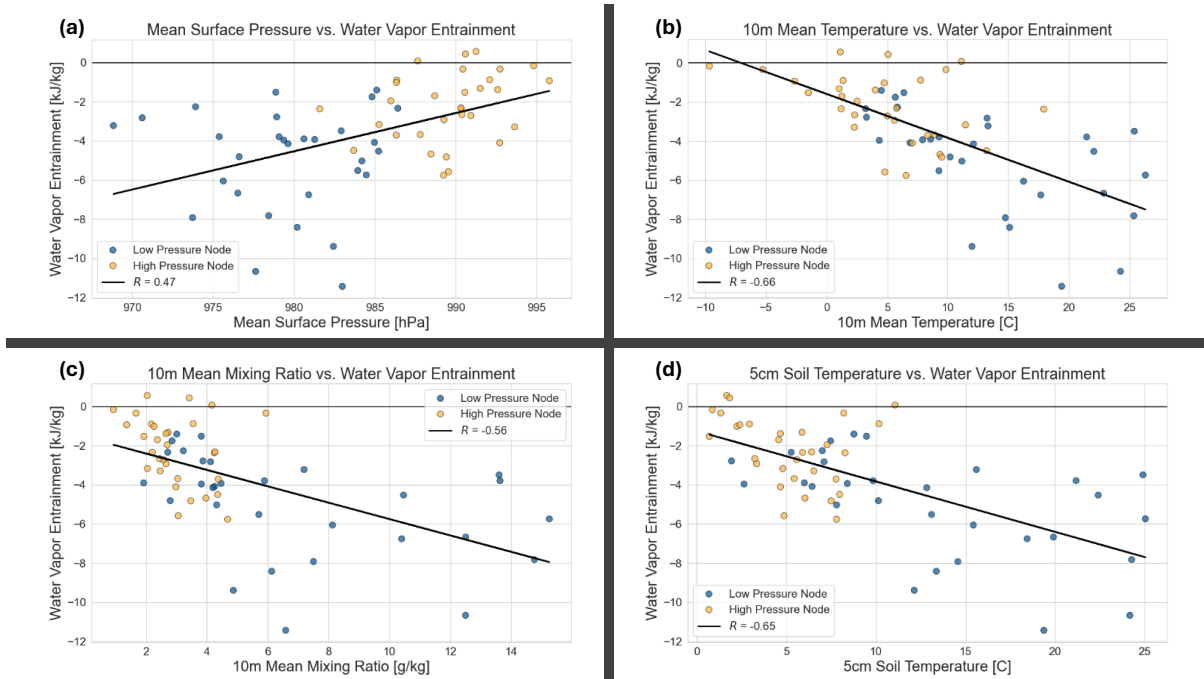 (a)
Mean Surface Pressure vs. Water Vapor Entrainment
Water Vapor Entrainment [kJ/kg]
0
−2
−4
−6
−8
−10
−12
Low Pressure Node
High Pressure Node
R = 0.47
970 975 980 985 990 995
Mean Surface Pressure [hPa]
(b)
10m Mean Temperature vs. Water Vapor Entrainment
Water Vapor Entrainment [kJ/kg]
0
−2
−4
−6
−8
−10
−12
Low Pressure Node
High Pressure Node
R = -0.66
−10 −5 0 5 10 15 20 25
10m Mean Temperature [C]
(c)
10m Mean Mixing Ratio vs. Water Vapor Entrainment
Water Vapor Entrainment [kJ/kg]
0
−2
−4
−6
−8
−10
−12
Low Pressure Node
High Pressure Node
R = -0.56
2 4 6 8 10 12 14
10m Mean Mixing Ratio [g/kg]
(d)
5cm Soil Temperature vs. Water Vapor Entrainment
Water Vapor Entrainment [kJ/kg]
0
−2
−4
−6
−8
−10
−12
Low Pressure Node
High Pressure Node
R = -0.65
0 5 10 15 20 25
5cm Soil Temperature [C]